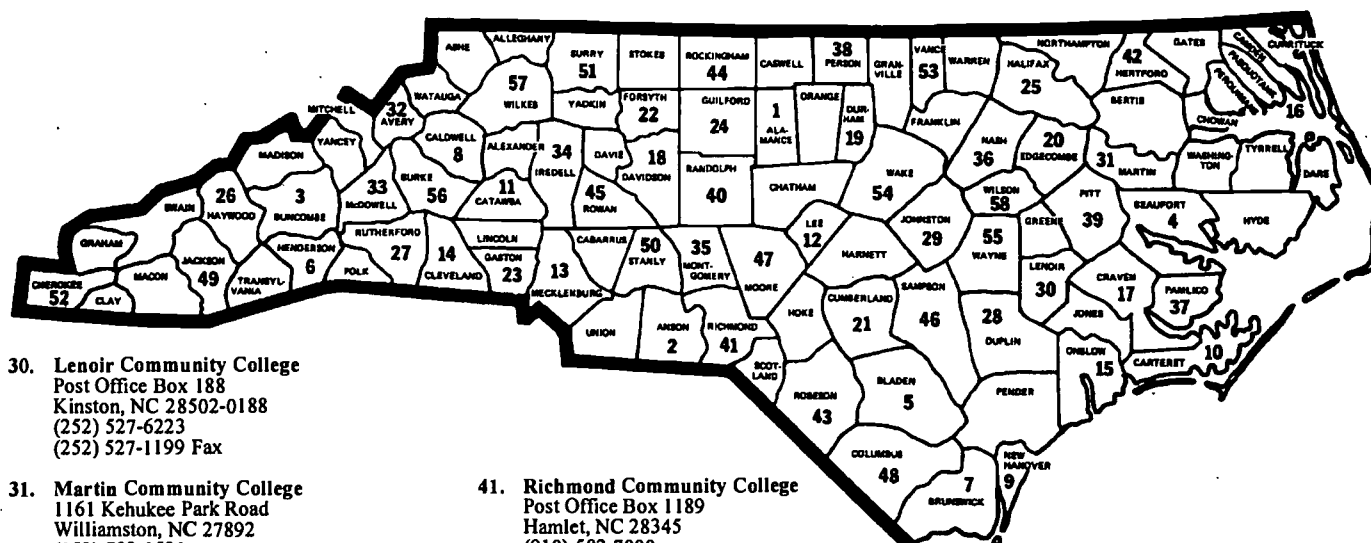 ASHE
ALLEGHANY
SURRY
51
STOKES
ROCKINGHAM
44
CASWELL
38
PERSON
GRAN-
VILLE
VANCE
53
WARREN
NORTHAMPTON
HALIFAX
25
42
HERTFORD
GATES
CAMDEN
CURRITUCK
PASQUOTANK
PERQUIMANS
16
CHOWAN
BERTIE
57
WILKES
WATAUGA
YADKIN
FORSYTH
22
GUILFORD
24
1
ALA-
MANCE
ORANGE
DUR-
HAM
19
FRANKLIN
NASH
36
20
EDGECOMBE
31
MARTIN
WASHING-
TON
TYRRELL
DARE
MITCHELL
32
AVERY
YANCEY
MADISON
CALDWELL
8
ALEXANDER
34
IREDELL
DAVIE
18
DAVIDSON
RANDOLPH
40
CHATHAM
WAKE
54
WILSON
58
PITT
39
BEAUFORT
4
HYDE
26
HAYWOOD
3
BUNCOMBE
33
McDOWELL
BURKE
56
11
CATAWBA
45
ROWAN
LEE
12
JOHNSTON
29
GREENE
55
WAYNE
SWAIN
GRAHAM
JACKSON
49
HENDERSON
6
RUTHERFORD
27
14
CLEVELAND
LINCOLN
GASTON
23
CABARRUS
13
MECKLENBURG
50
STANLY
35
MONT-
GOMERY
47
MOORE
HARNETT
LENOIR
30
CRAVEN
17
PAMLICO
37
CHEROKEE
52
CLAY
MACON
TRANSYL-
VANIA
POLK
UNION
ANSON
2
RICHMOND
41
HOKE
CUMBERLAND
21
SAMPSON
46
28
DUPLIN
JONES
ONSLOW
15
CARTERET
10
SCOT-
LAND
ROBESON
43
BLADEN
5
PENDER
COLUMBUS
48
7
BRUNSWICK
NEW
HANOVER
9
30. Lenoir Community College
Post Office Box 188
Kinston, NC 28502-0188
(252) 527-6223
(252) 527-1199 Fax
31. Martin Community College
1161 Kehukee Park Road
Williamston, NC 27892
41. Richmond Community College
Post Office Box 1189
Hamlet, NC 28345